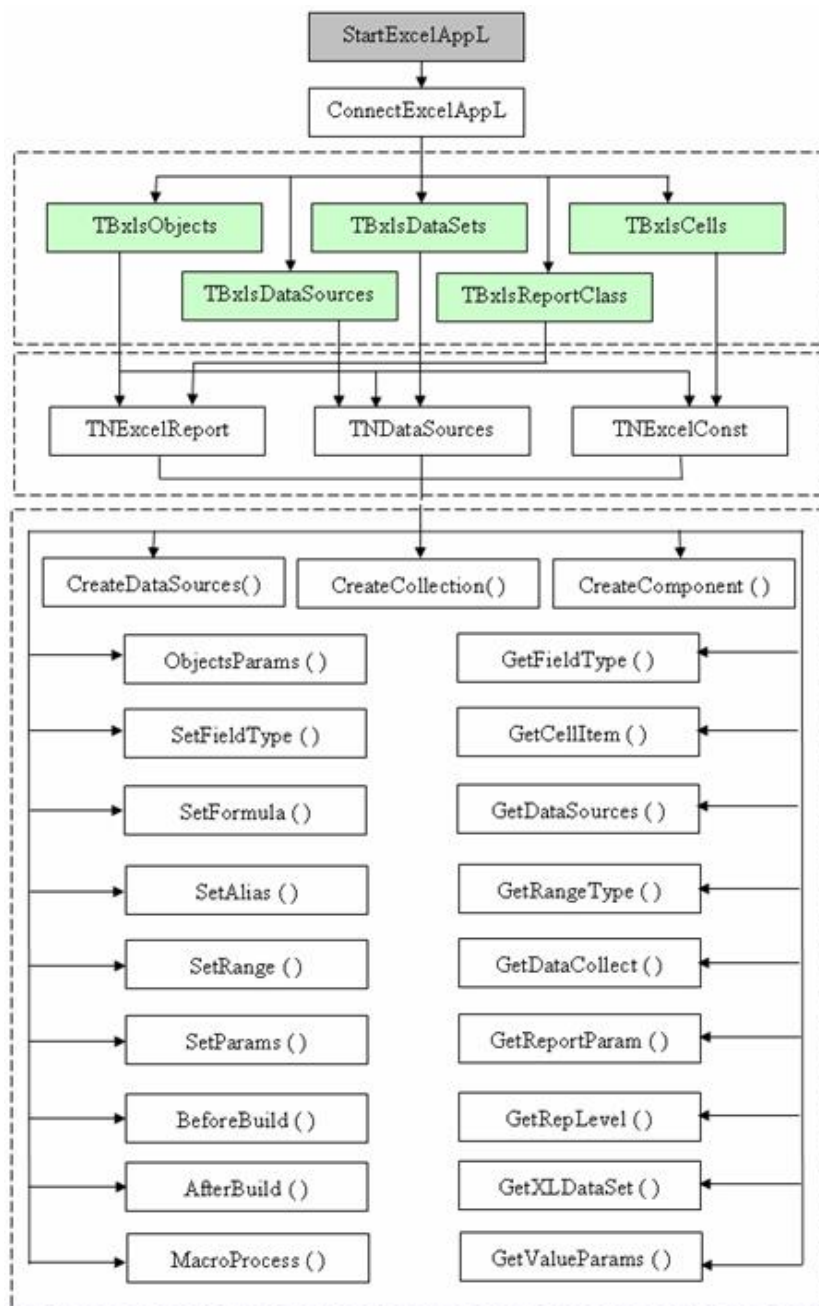 StartExcelAppL
ConnectExcelAppL
TBxlsObjects
TBxlsDataSets
TBxlsCells
TBxlsDataSources
TBxlsReportClass
TNExcelReport
TNDataSources
TNExcelConst
CreateDataSources()
CreateCollection()
CreateComponent ()
ObjectsParams ( )
GetFieldType ( )
SetFieldType ( )
GetCellItem ( )
SetFormula ( )
GetDataSources ( )
SetAlias ( )
GetRangeType ( )
SetRange ( )
GetDataCollect ( )
SetParams ( )
GetReportParam ( )
BeforeBuild ( )
GetRepLevel ( )
AfterBuild ( )
GetXLDataSet ( )
MacroProcess ( )
GetValueParams ( )